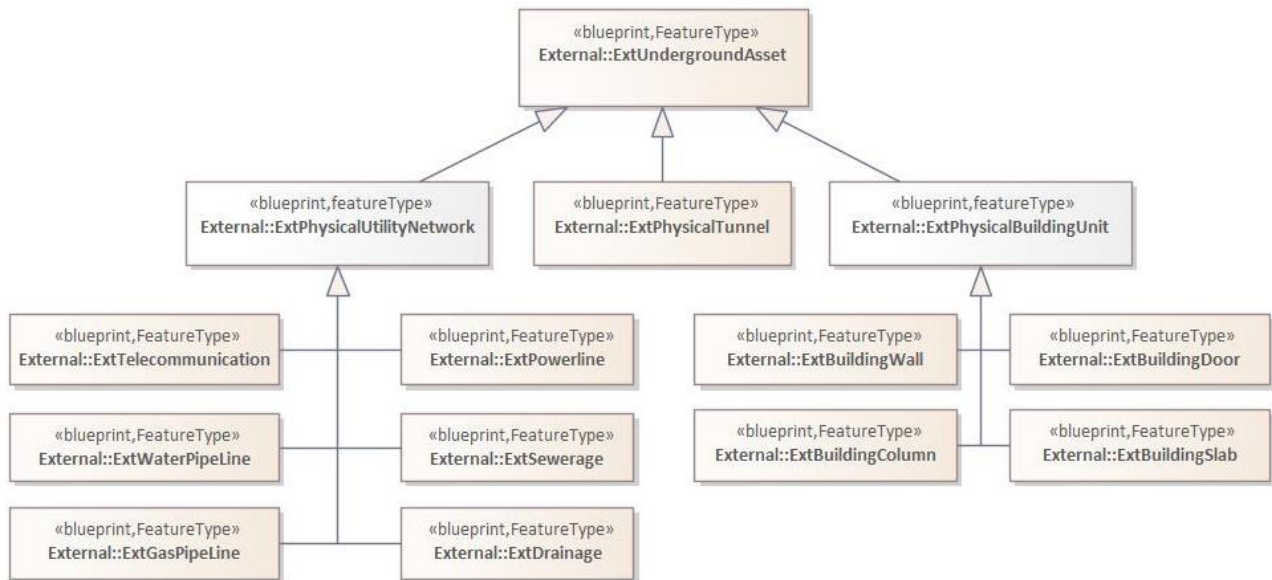 «blueprint,FeatureType»
External::ExtUndergroundAsset
«blueprint,featureType»
External::ExtPhysicalUtilityNetwork
«blueprint,FeatureType»
External::ExtPhysicalTunnel
«blueprint,featureType»
External::ExtPhysicalBuildingUnit
«blueprint,FeatureType»
External::ExtTelecommunication
«blueprint,FeatureType»
External::ExtPowerline
«blueprint,FeatureType»
External::ExtBuildingWall
«blueprint,FeatureType»
External::ExtBuildingDoor
«blueprint,FeatureType»
External::ExtWaterPipeLine
«blueprint,FeatureType»
External::ExtSewerage
«blueprint,FeatureType»
External::ExtBuildingColumn
«blueprint,FeatureType»
External::ExtBuildingSlab
«blueprint,FeatureType»
External::ExtGasPipeLine
«blueprint,FeatureType»
External::ExtDrainage